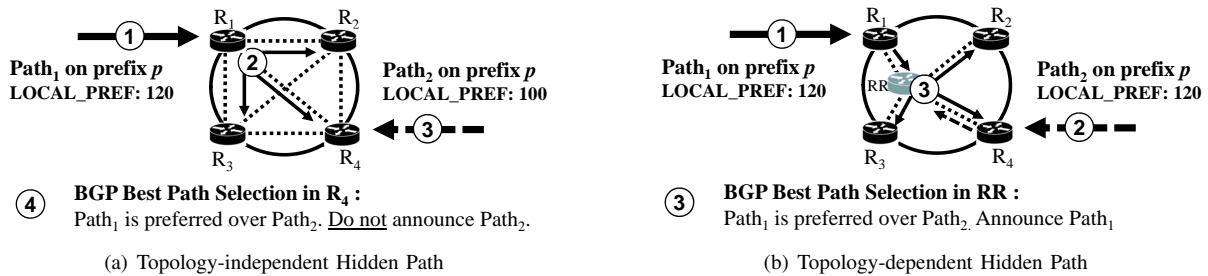 1
R1
R2
2
Path1 on prefix p
LOCAL_PREF: 120
Path2 on prefix p
LOCAL_PREF: 100
3
R3
R4
4
BGP Best Path Selection in R4 :
Path1 is preferred over Path2. Do not announce Path2.
(a) Topology-independent Hidden Path
1
R1
R2
Path1 on prefix p
LOCAL_PREF: 120
RR
3
Path2 on prefix p
LOCAL_PREF: 120
2
R3
R4
3
BGP Best Path Selection in RR :
Path1 is preferred over Path2. Announce Path1
(b) Topology-dependent Hidden Path